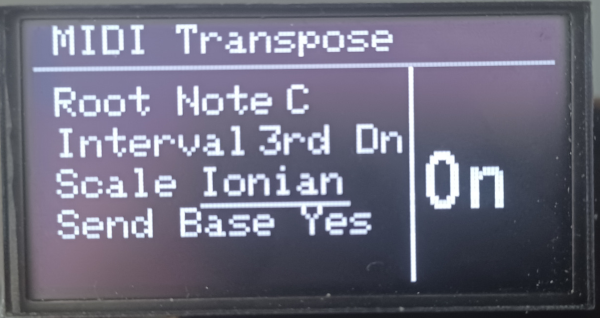 MIDI Transpose
Root Note C
Interval 3rd Dn
Scale Ionian
Send Base Yes
On